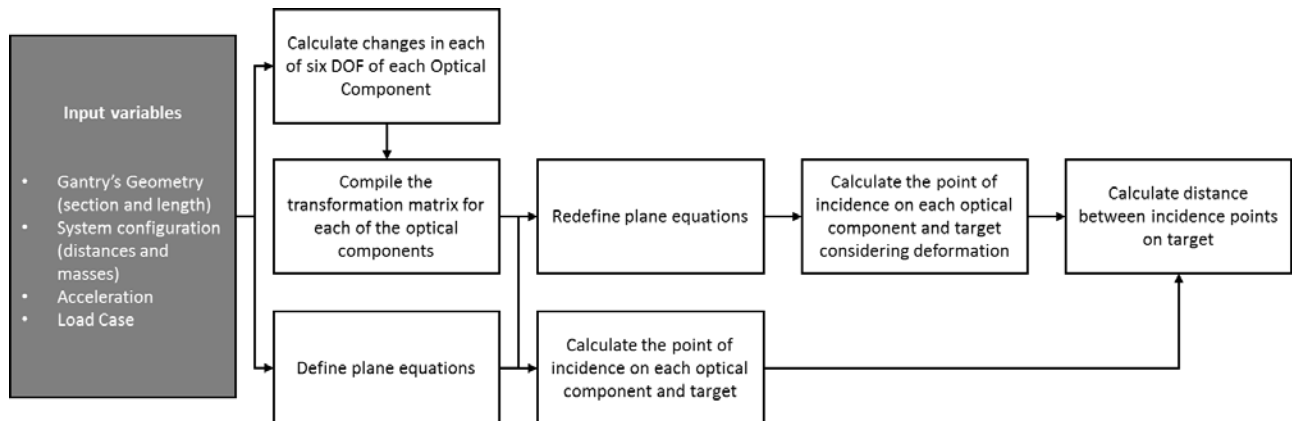 Input variables
• Gantry's Geometry
(section and length)
• System configuration
(distances and
masses)
• Acceleration
• Load Case
Calculate changes in each
of six DOF of each Optical
Component
Compile the
transformation matrix for
each of the optical
components
Define plane equations
Redefine plane equations
Calculate the point of
incidence on each optical
component and target
Calculate the point of
incidence on each optical
component and target
considering deformation
Calculate distance
between incidence points
on target